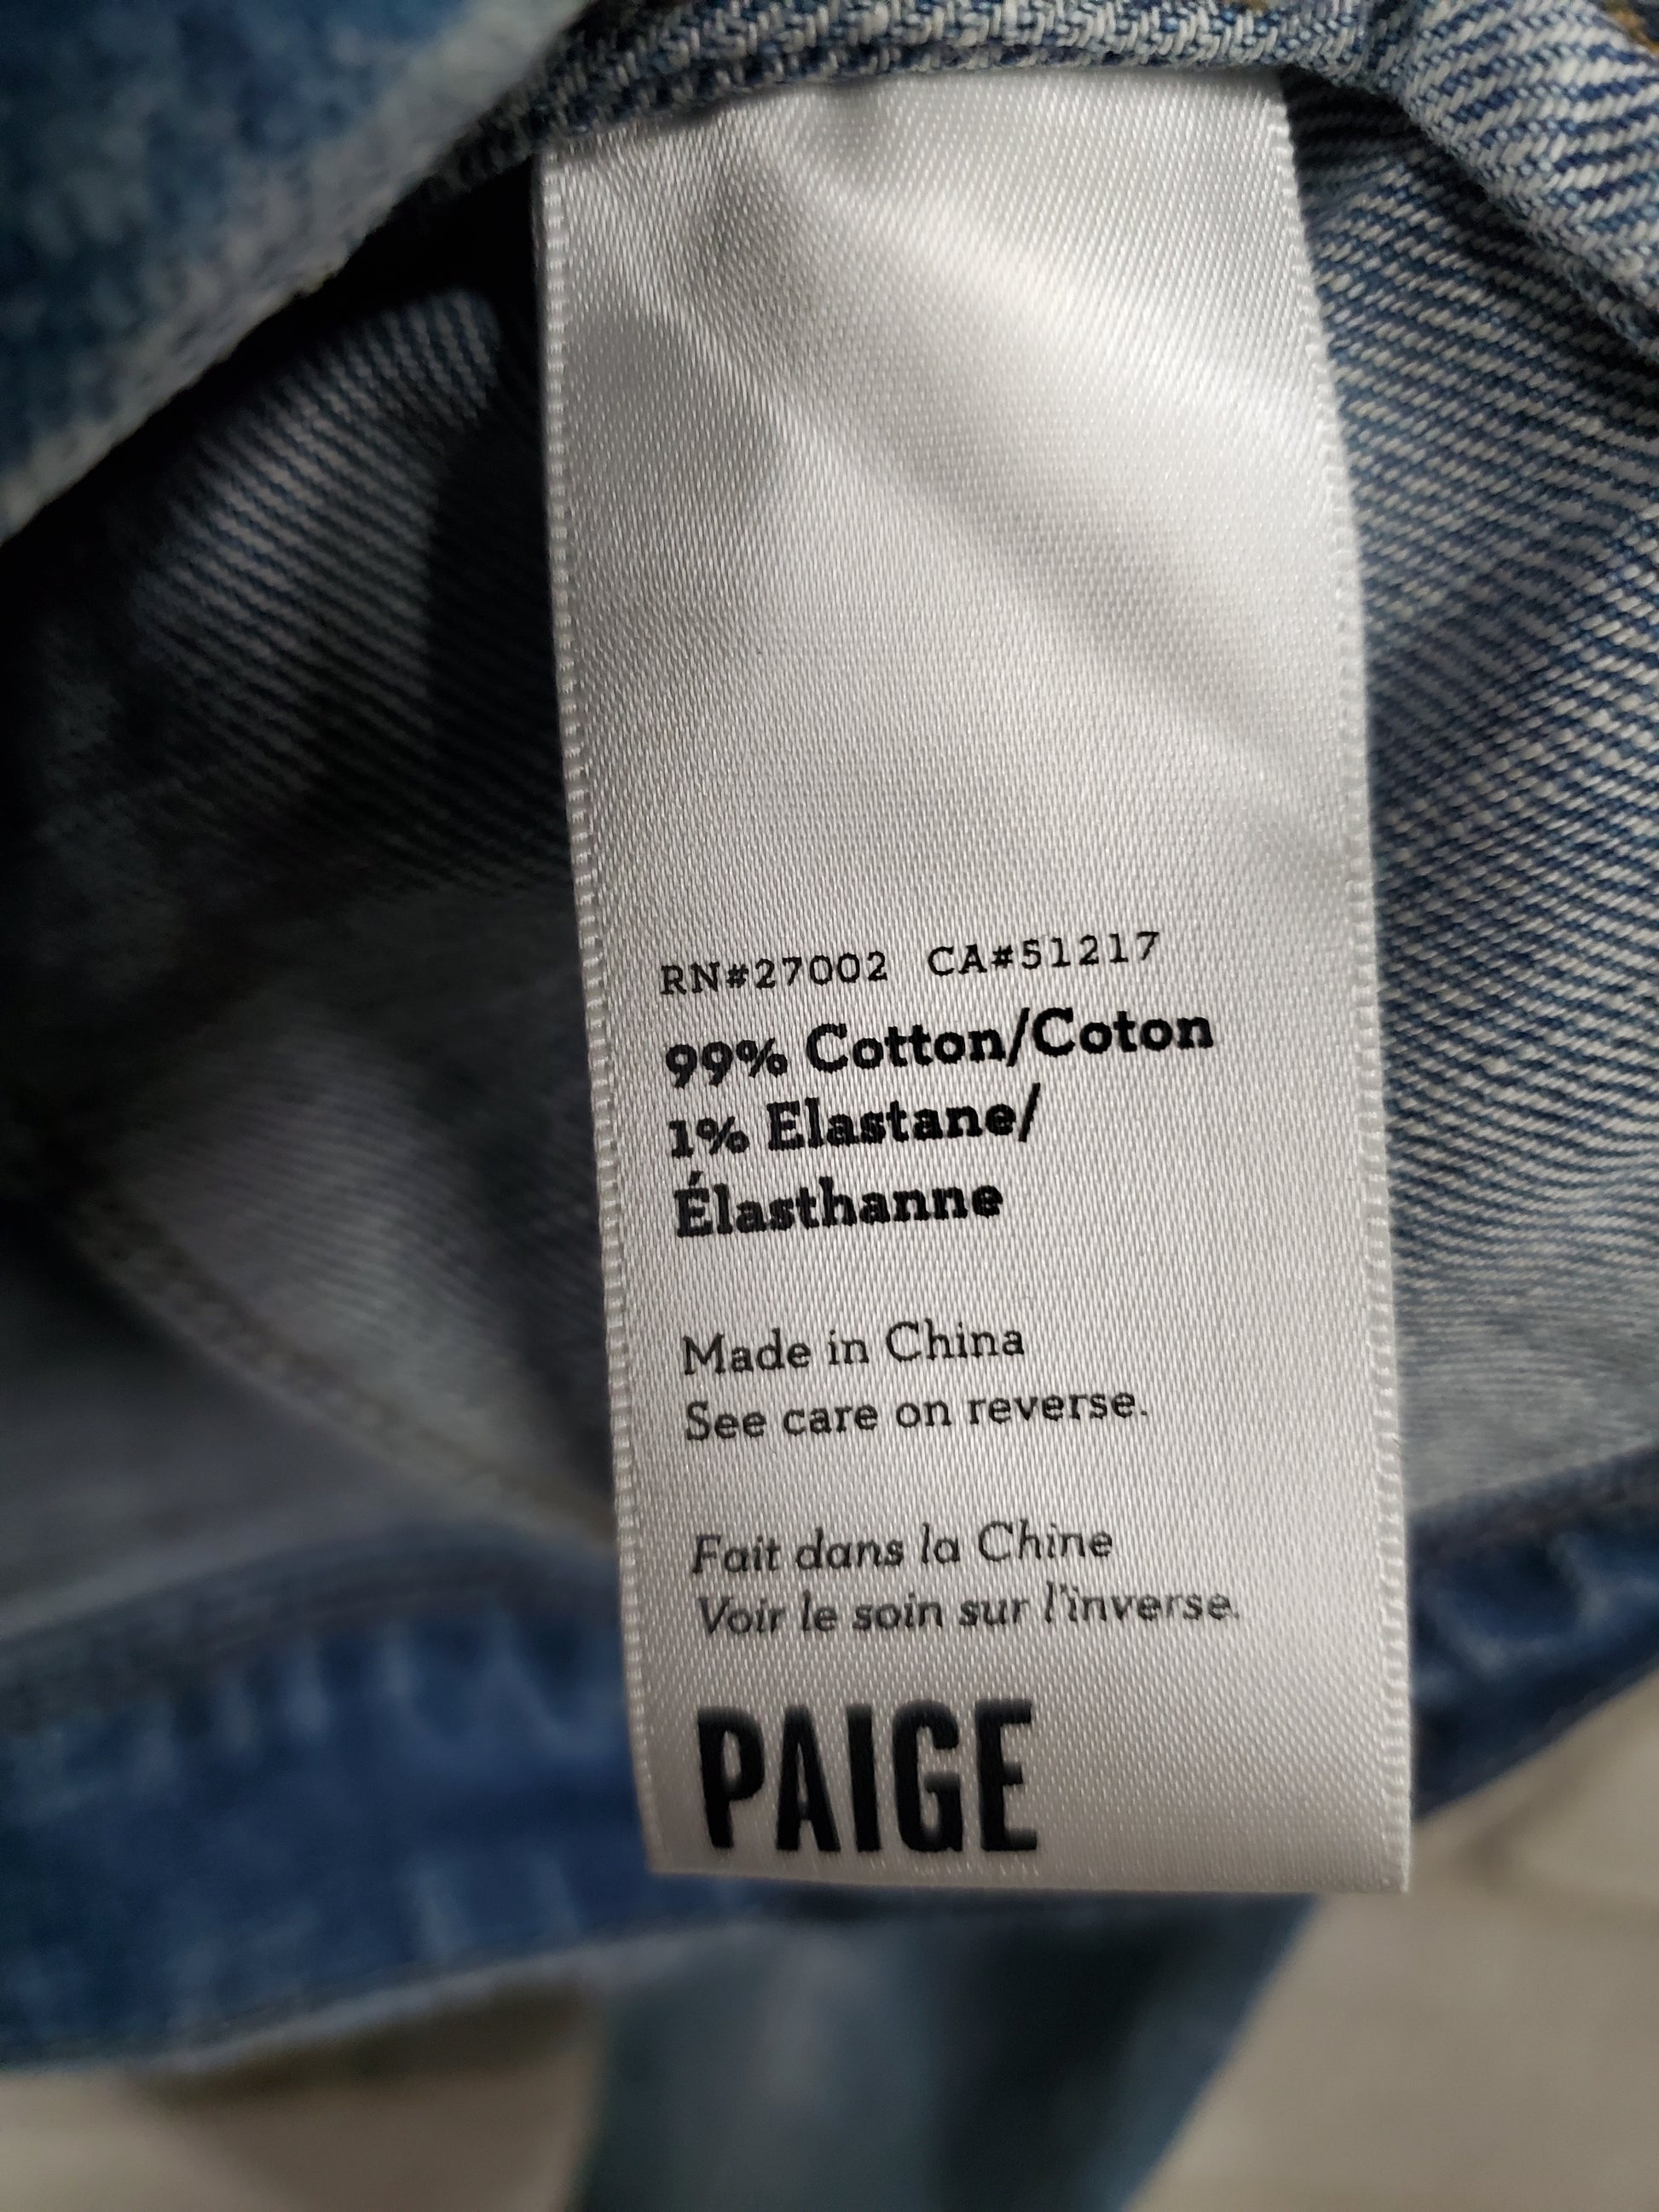 RN#27002 CA#51217
99% Cotton/Coton
1% Elastane/
Élasthanne
Made in China
See care on reverse.
Fait dans la Chine
Voir le soin sur l'inverse.
PAIGE